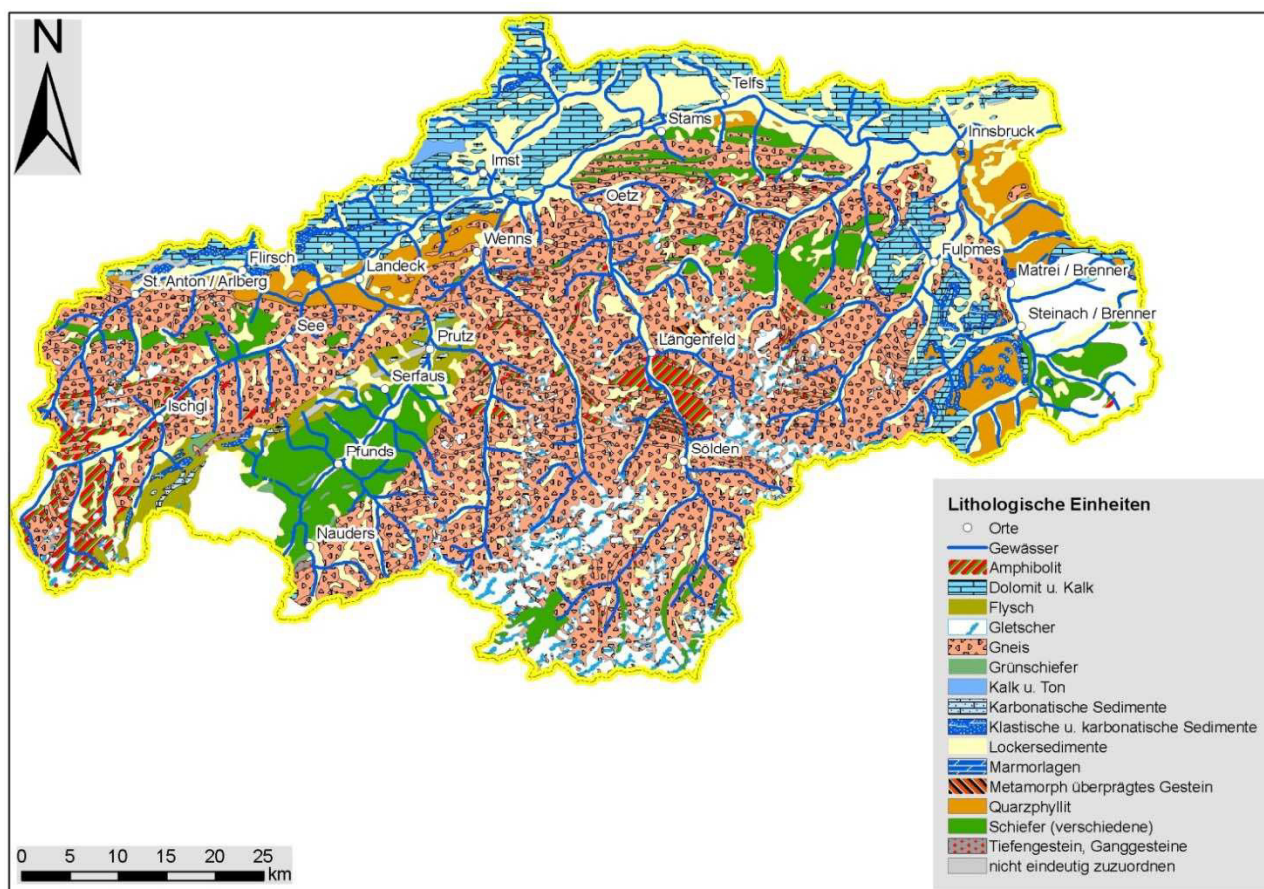 N
Telfs
Stams
Innsbruck
Imst
Oetz
Wenns
Flirsch
Landeck
Fulpmes
St. Anton / Arlberg
Matrei / Brenner
See
Steinach / Brenner
Prutz
Längenfeld
Serfaus
Ischgl
Pfunds
Sölden
Nauders
Lithologische Einheiten
Orte
Gewässer
Amphibolit
Dolomit u. Kalk
Flysch
Gletscher
Gneis
Grünschiefer
Kalk u. Ton
Karbonatische Sedimente
Klastische u. karbonatische Sedimente
Lockersedimente
Marmorlagen
Metamorph überprägtes Gestein
Quarzphyllit
Schiefer (verschiedene)
Tiefengestein, Ganggesteine
nicht eindeutig zuzuordnen
0 5 10 15 20 25
km